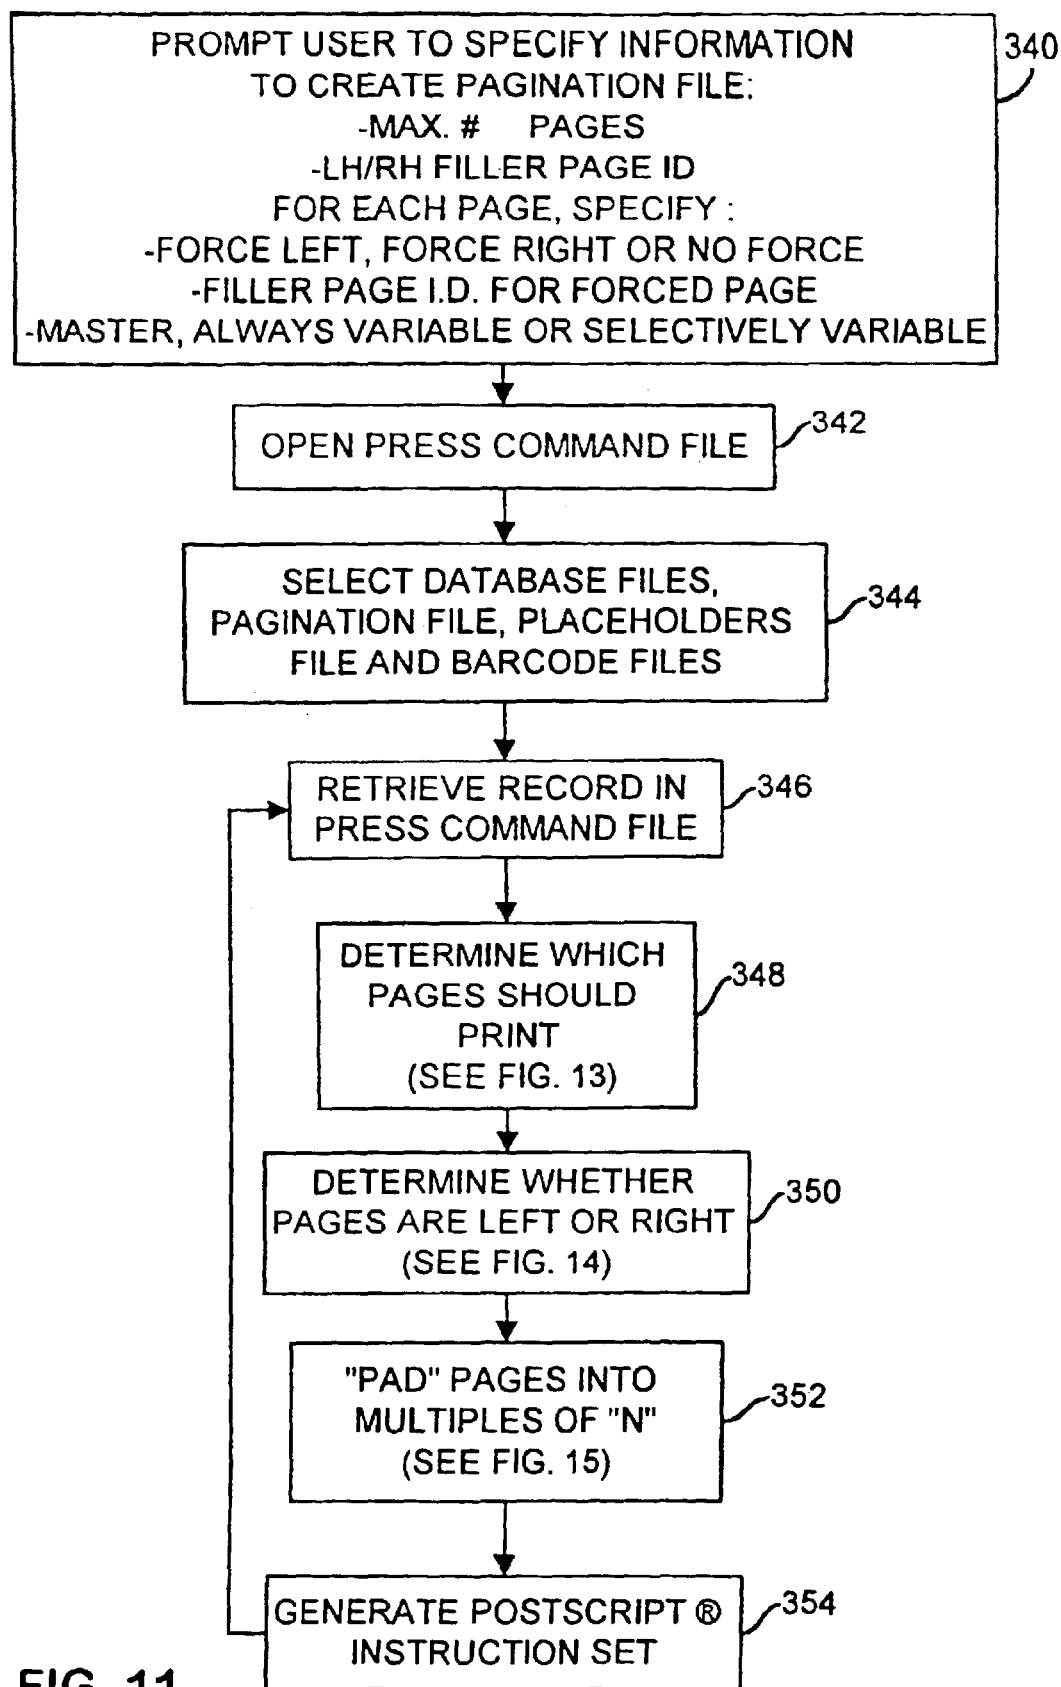 PROMPT USER TO SPECIFY INFORMATION
TO CREATE PAGINATION FILE:
-MAX. # PAGES
-LH/RH FILLER PAGE ID
FOR EACH PAGE, SPECIFY :
-FORCE LEFT, FORCE RIGHT OR NO FORCE
-FILLER PAGE I.D. FOR FORCED PAGE
-MASTER, ALWAYS VARIABLE OR SELECTIVELY VARIABLE
340
OPEN PRESS COMMAND FILE
342
SELECT DATABASE FILES,
PAGINATION FILE, PLACEHOLDERS
FILE AND BARCODE FILES
344
RETRIEVE RECORD IN
PRESS COMMAND FILE
346
DETERMINE WHICH
PAGES SHOULD
PRINT
(SEE FIG. 13)
348
DETERMINE WHETHER
PAGES ARE LEFT OR RIGHT
(SEE FIG. 14)
350
"PAD" PAGES INTO
MULTIPLES OF "N"
(SEE FIG. 15)
352
GENERATE POSTSCRIPT ®
INSTRUCTION SET
354
FIG. 11